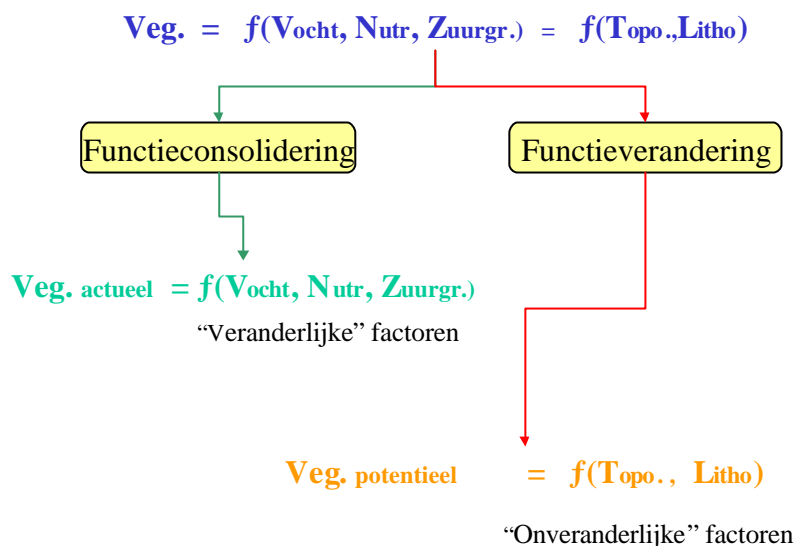 Veg. = f(Vocht, Nutr, Zuurgr.) = f(Topo.,Litho)
Functieconsolidering
Functieverandering
Veg. actueel = f(Vocht, Nutr, Zuurgr.)
“Veranderlijke” factoren
Veg. potentieel = f(Topo., Litho)
“Onveranderlijke” factoren